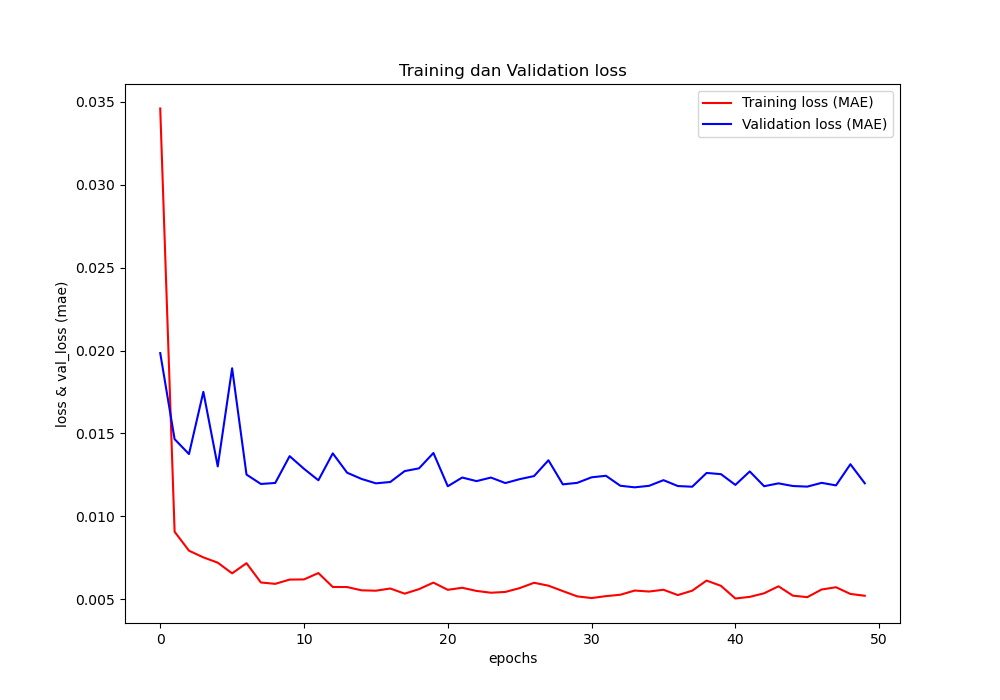 Training dan Validation loss
Training loss (MAE)
Validation loss (MAE)
loss & val_loss (mae)
0.035
0.030
0.025
0.020
0.015
0.010
0.005
0 10 20 30 40 50
epochs